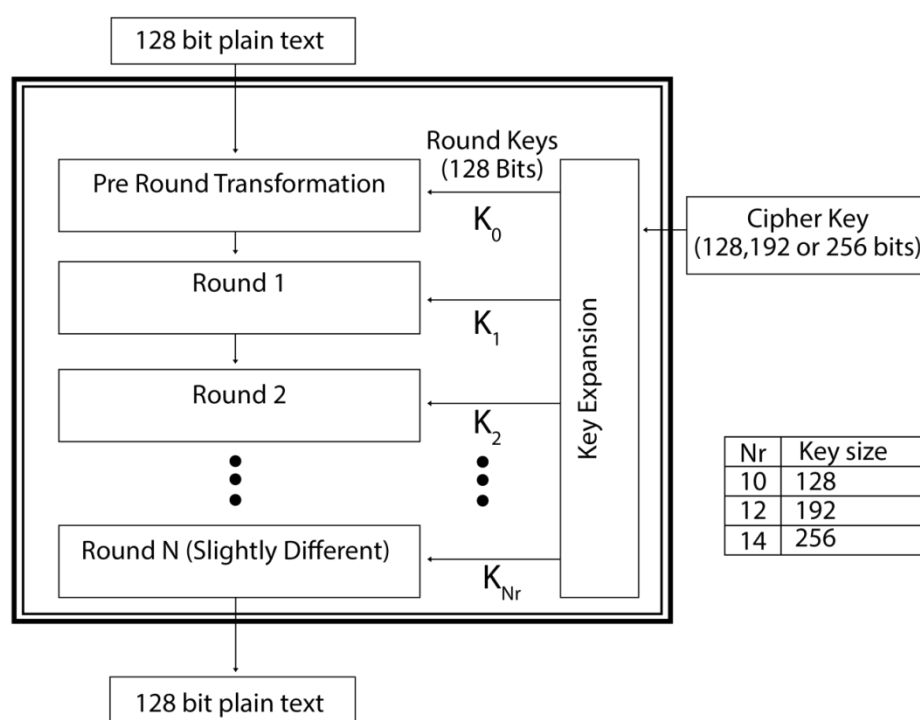 128 bit plain text
Round Keys
(128 Bits)
Pre Round Transformation
K0
Cipher Key
(128,192 or 256 bits)
Round 1
K1
Key Expansion
Round 2
K2
Nr Key size
10 128
12 192
14 256
Round N (Slightly Different)
KNr
128 bit plain text